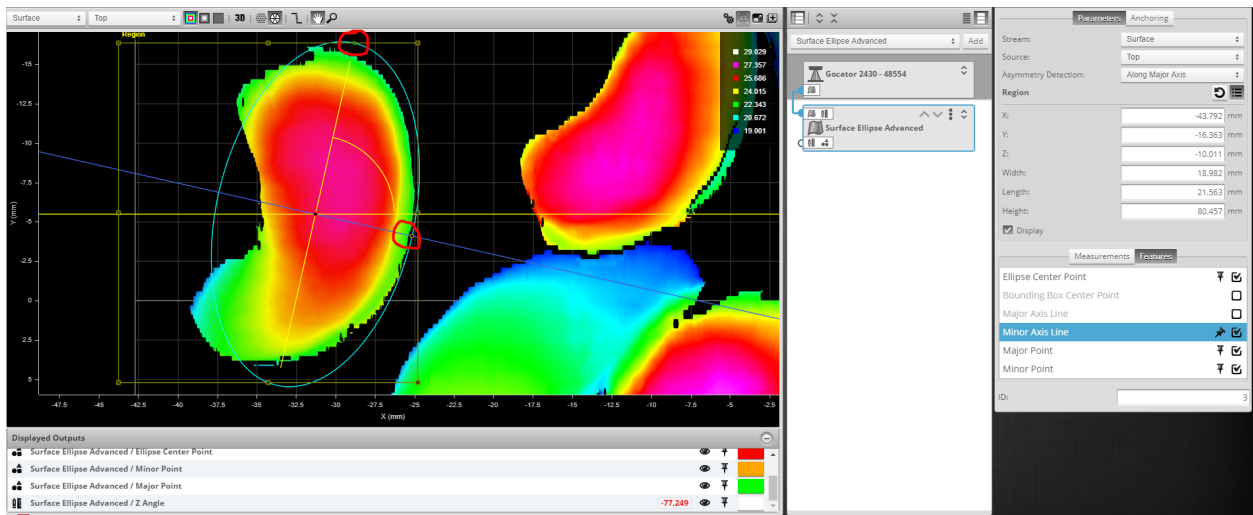 Surface
Top
3D
Region
29.029
27.357
25.686
24.015
22.343
20.672
19.001
-15
-12.5
-10
-7.5
-5
-2.5
0
2.5
5
Y (mm)
-47.5 -45 -42.5 -40 -37.5 -35 -32.5 -30 -27.5 -25 -22.5 -20 -17.5 -15 -12.5 -10 -7.5 -5 -2.5
X (mm)
Displayed Outputs
Surface Ellipse Advanced / Ellipse Center Point
Surface Ellipse Advanced / Minor Point
Surface Ellipse Advanced / Major Point
Surface Ellipse Advanced / Z Angle -77.249
Surface Ellipse Advanced Add
Gocator 2430 - 48554
Surface Ellipse Advanced
Parameters Anchoring
Stream: Surface
Source: Top
Asymmetry Detection: Along Major Axis
Region
X: -43.792 mm
Y: -16.363 mm
Z: -10.011 mm
Width: 18.982 mm
Length: 21.563 mm
Height: 80.457 mm
Display
Measurements Features
Ellipse Center Point
Bounding Box Center Point
Major Axis Line
Minor Axis Line
Major Point
Minor Point
ID: 3